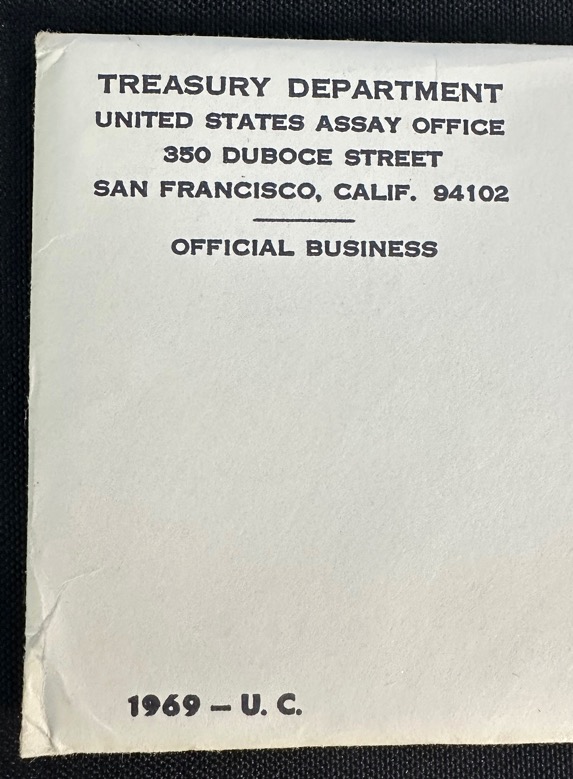 TREASURY DEPARTMENT
UNITED STATES ASSAY OFFICE
350 DUBOCE STREET
SAN FRANCISCO, CALIF. 94102
OFFICIAL BUSINESS
1969 – U. C.